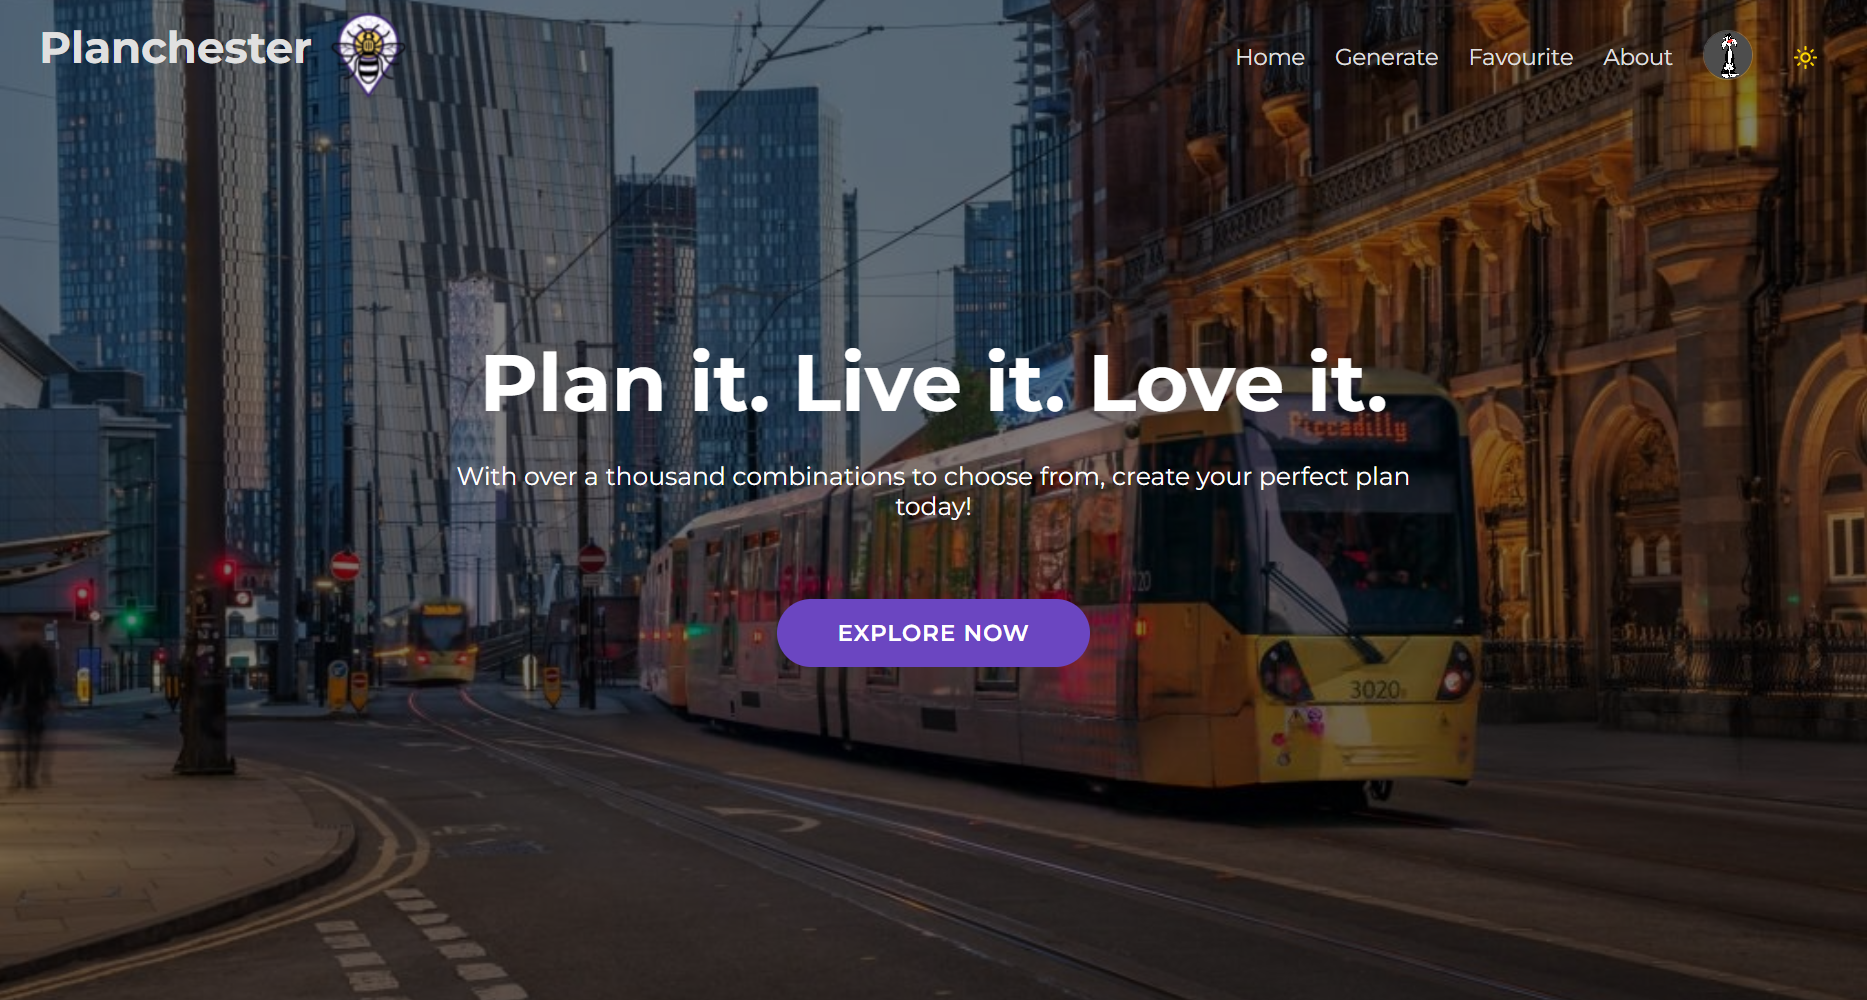 Planchester
Home Generate Favourite About
Plan it. Live it. Love it.
Piccadilly
With over a thousand combinations to choose from, create your perfect plan
today!
EXPLORE NOW
3020